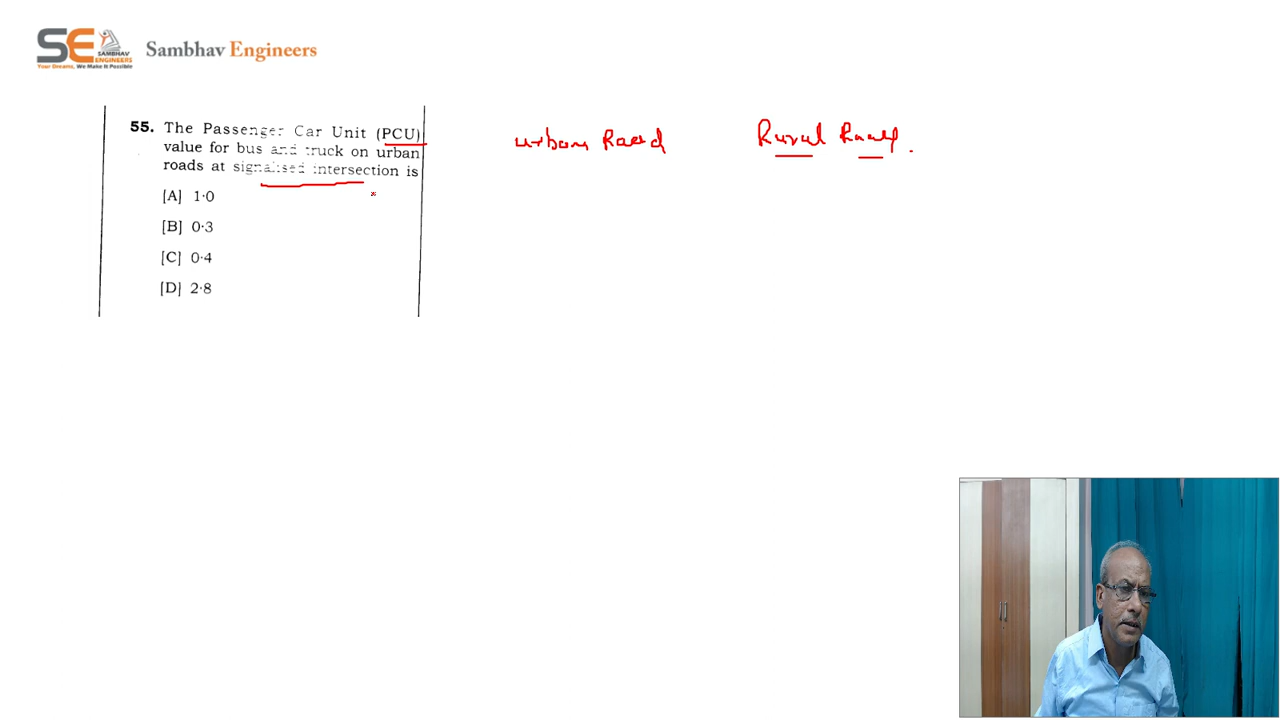 SE
SAMBHAV
ENGINEERS
Your Dreams, We Make It Possible
Sambhav Engineers
55. The Passenger Car Unit (PCU)
value for bus and truck on urban
roads at signalised intersection is
[A] 1·0
[B] 0·3
[C] 0·4
[D] 2·8
urban Road
Rural Road.